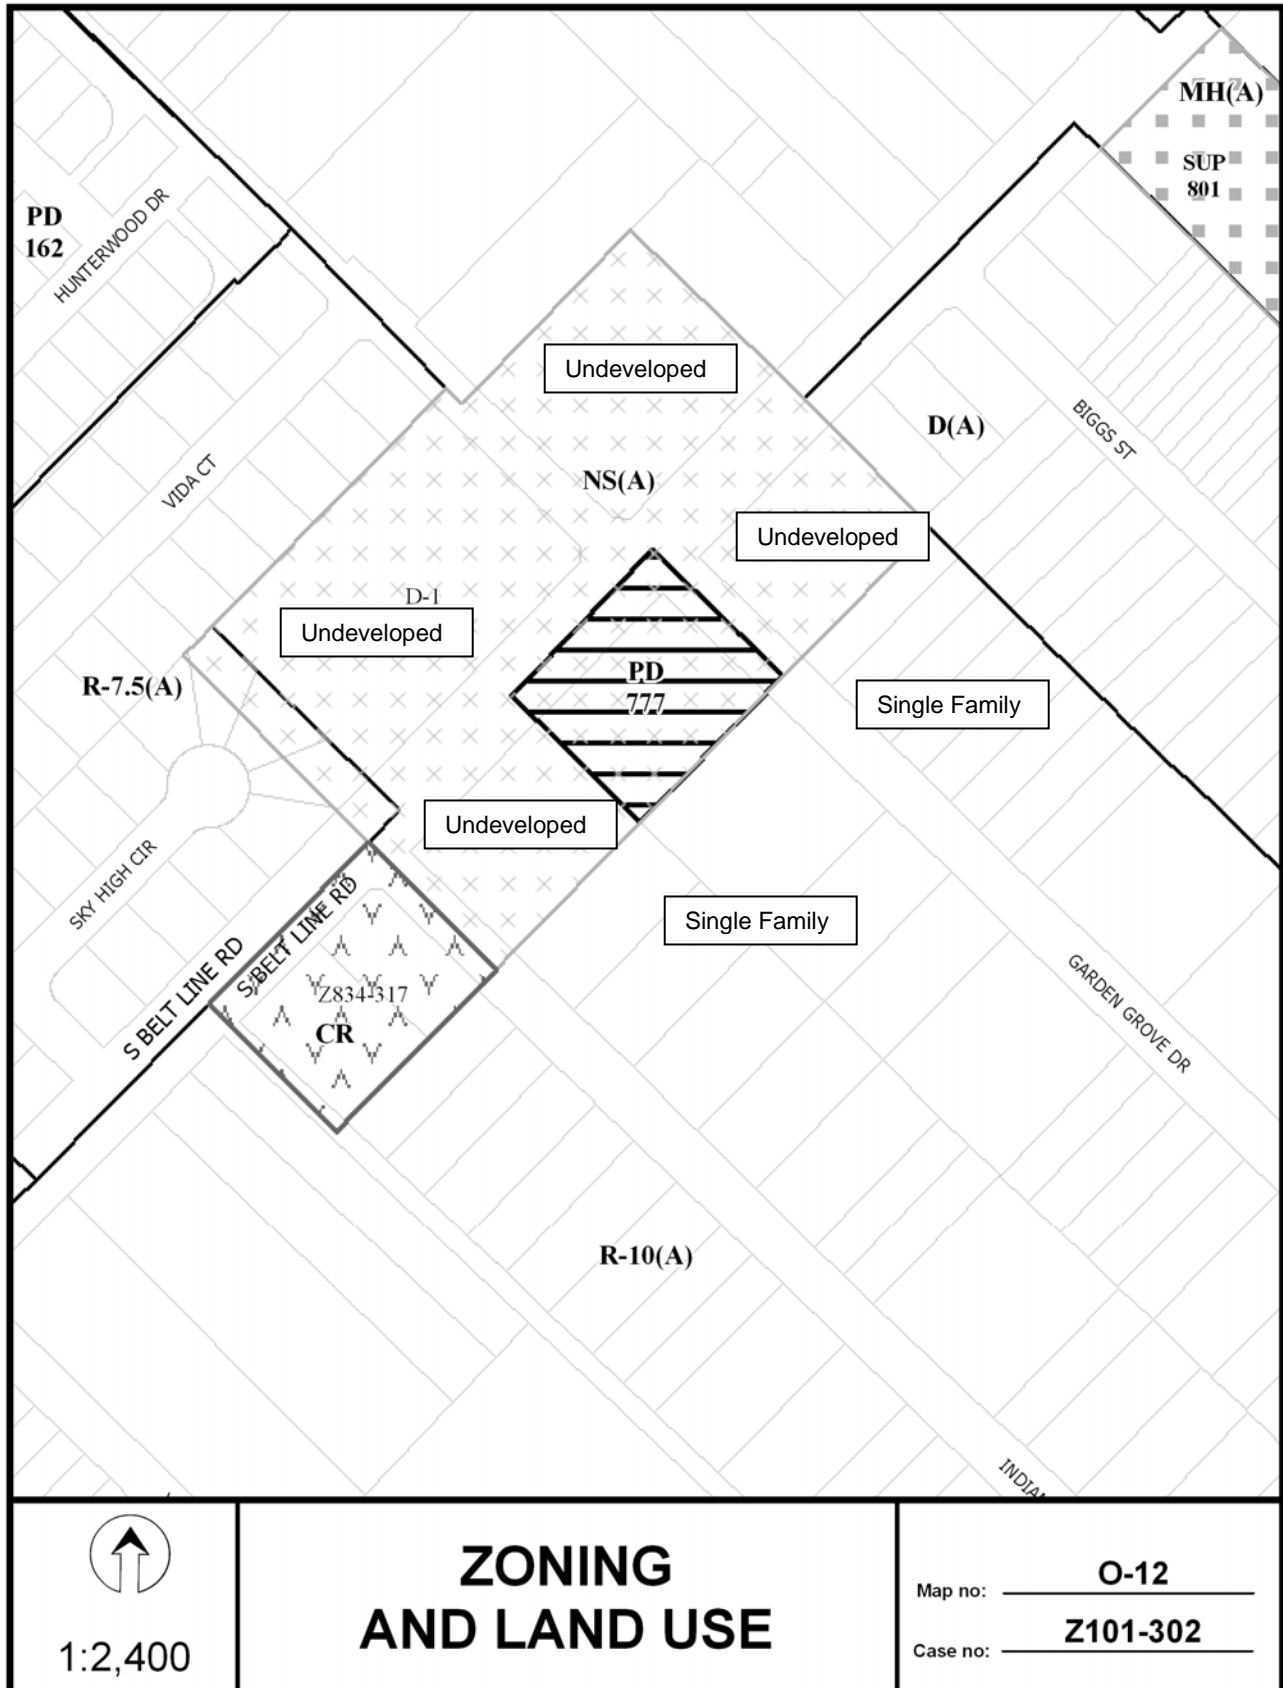 MH(A)
SUP
801
PD
162
HUNTERWOOD DR
Undeveloped
D(A)
BIGGS ST
VIDA CT
NS(A)
Undeveloped
D-1
Undeveloped
R-7.5(A)
PD
777
Single Family
Undeveloped
SKY HIGH CIR
S BELT LINE RD
S BELT LINE RD
Single Family
Z834-317
CR
GARDEN GROVE DR
R-10(A)
1:2,400
ZONING
AND LAND USE
Map no: O-12
Case no: Z101-302